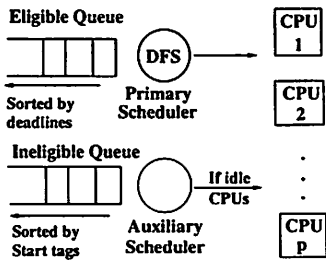 Eligible Queue
DFS
CPU
1
Sorted by
deadlines
Primary
Scheduler
CPU
2
Ineligible Queue
If idle
CPUs
Sorted by
Start tags
Auxiliary
Scheduler
CPU
p